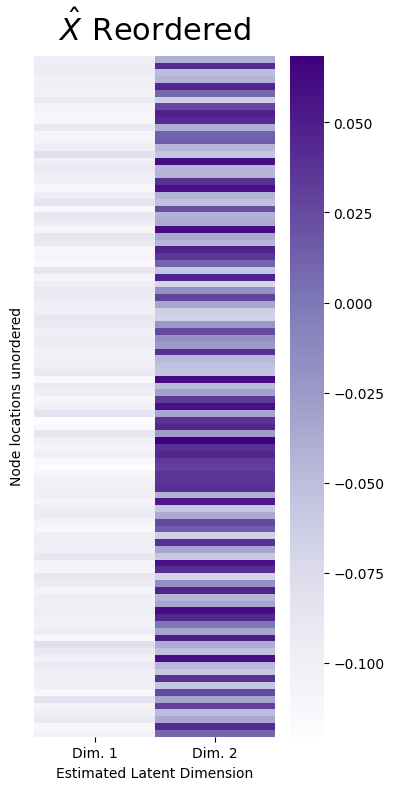 X̂ Reordered
0.050
0.025
0.000
−0.025
−0.050
−0.075
−0.100
Node locations unordered
Dim. 1 Dim. 2
Estimated Latent Dimension